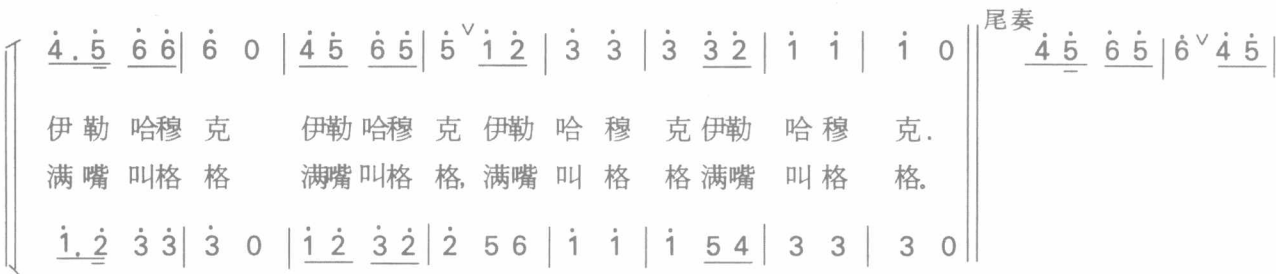 尾奏
4.5 66 | 6 0 | 45 65 | 5 ∨ 12 | 3 3 | 3 32 | 1 1 | 1 0 ‖ 45 65 | 6 ∨ 45 |
伊勒 哈穆 克 伊勒 哈穆 克 伊勒 哈 穆 克 伊勒 哈 穆 克.
满嘴 叫格 格 满嘴 叫格 格, 满嘴 叫 格 格 满嘴 叫 格 格。
1.2 33 | 3 0 | 12 32 | 2 56 | 1 1 | 1 54 | 3 3 | 3 0